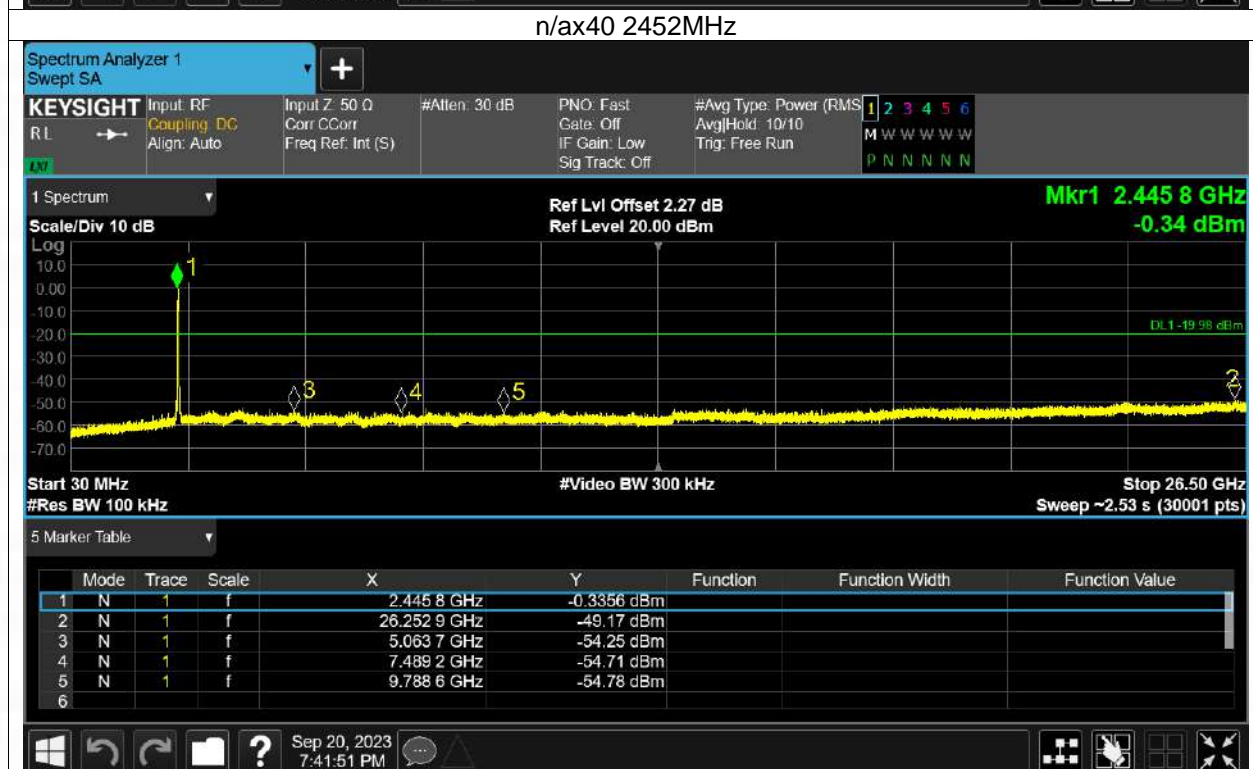 n/ax40 2452MHz
Spectrum Analyzer 1
Swept SA
+
KEYSIGHT Input: RF Input Z: 50 Ω #Atten: 30 dB PNO: Fast #Avg Type: Power (RMS 1 2 3 4 5 6
RL Coupling: DC Corr CCorr Gate: Off Avg|Hold: 10/10 M W W W W W
Align: Auto Freq Ref: Int (S) IF Gain: Low Trig: Free Run
LXI Sig Track: Off P N N N N N
1 Spectrum Ref Lvl Offset 2.27 dB Mkr1 2.445 8 GHz
Scale/Div 10 dB Ref Level 20.00 dBm -0.34 dBm
Log
10.0 1
0.00
-10.0
-20.0 DL1 -19.98 dBm
-30.0
-40.0 3 4 5 2
-50.0
-60.0
-70.0
Start 30 MHz #Video BW 300 kHz Stop 26.50 GHz
#Res BW 100 kHz Sweep ~2.53 s (30001 pts)
5 Marker Table
Mode Trace Scale X Y Function Function Width Function Value
1 N 1 f 2.445 8 GHz -0.3356 dBm
2 N 1 f 26.252 9 GHz -49.17 dBm
3 N 1 f 5.063 7 GHz -54.25 dBm
4 N 1 f 7.489 2 GHz -54.71 dBm
5 N 1 f 9.788 6 GHz -54.78 dBm
6
? Sep 20, 2023
7:41:51 PM